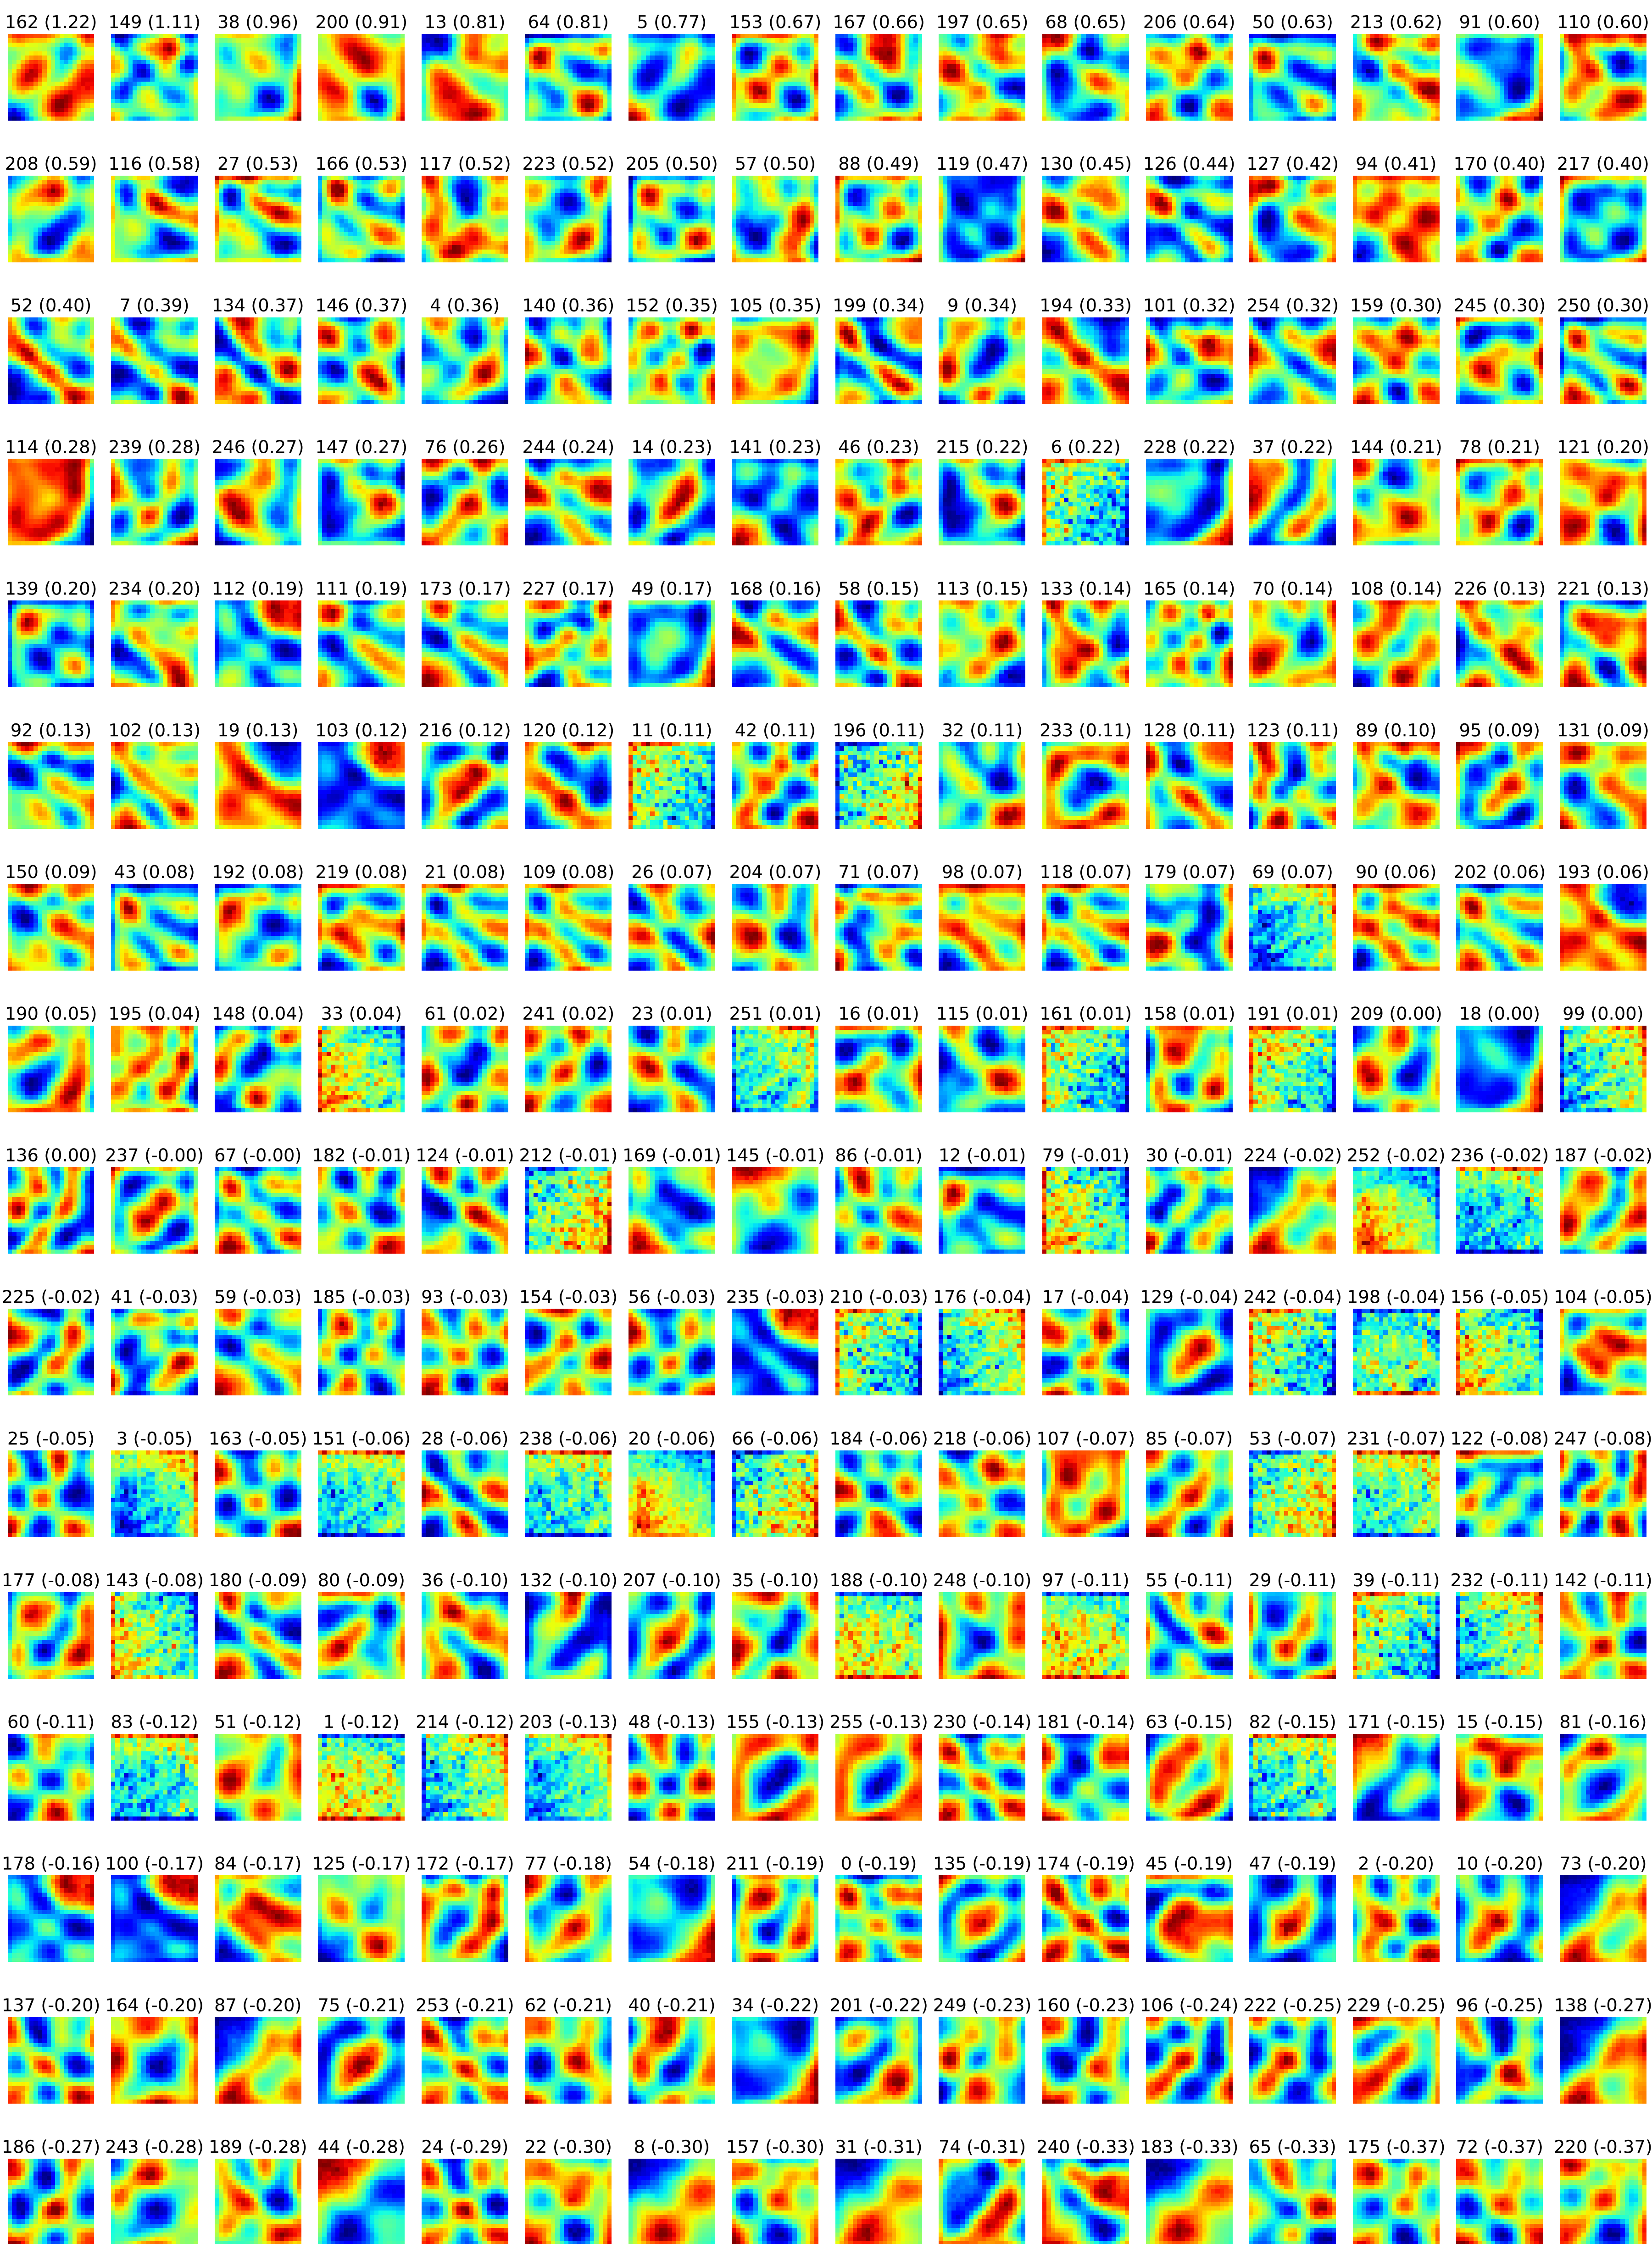 162 (1.22) 149 (1.11) 38 (0.96) 200 (0.91) 13 (0.81) 64 (0.81) 5 (0.77) 153 (0.67) 167 (0.66) 197 (0.65) 68 (0.65) 206 (0.64) 50 (0.63) 213 (0.62) 91 (0.60) 110 (0.60)
208 (0.59) 116 (0.58) 27 (0.53) 166 (0.53) 117 (0.52) 223 (0.52) 205 (0.50) 57 (0.50) 88 (0.49) 119 (0.47) 130 (0.45) 126 (0.44) 127 (0.42) 94 (0.41) 170 (0.40) 217 (0.40)
52 (0.40) 7 (0.39) 134 (0.37) 146 (0.37) 4 (0.36) 140 (0.36) 152 (0.35) 105 (0.35) 199 (0.34) 9 (0.34) 194 (0.33) 101 (0.32) 254 (0.32) 159 (0.30) 245 (0.30) 250 (0.30)
114 (0.28) 239 (0.28) 246 (0.27) 147 (0.27) 76 (0.26) 244 (0.24) 14 (0.23) 141 (0.23) 46 (0.23) 215 (0.22) 6 (0.22) 228 (0.22) 37 (0.22) 144 (0.21) 78 (0.21) 121 (0.20)
139 (0.20) 234 (0.20) 112 (0.19) 111 (0.19) 173 (0.17) 227 (0.17) 49 (0.17) 168 (0.16) 58 (0.15) 113 (0.15) 133 (0.14) 165 (0.14) 70 (0.14) 108 (0.14) 226 (0.13) 221 (0.13)
92 (0.13) 102 (0.13) 19 (0.13) 103 (0.12) 216 (0.12) 120 (0.12) 11 (0.11) 42 (0.11) 196 (0.11) 32 (0.11) 233 (0.11) 128 (0.11) 123 (0.11) 89 (0.10) 95 (0.09) 131 (0.09)
150 (0.09) 43 (0.08) 192 (0.08) 219 (0.08) 21 (0.08) 109 (0.08) 26 (0.07) 204 (0.07) 71 (0.07) 98 (0.07) 118 (0.07) 179 (0.07) 69 (0.07) 90 (0.06) 202 (0.06) 193 (0.06)
190 (0.05) 195 (0.04) 148 (0.04) 33 (0.04) 61 (0.02) 241 (0.02) 23 (0.01) 251 (0.01) 16 (0.01) 115 (0.01) 161 (0.01) 158 (0.01) 191 (0.01) 209 (0.00) 18 (0.00) 99 (0.00)
136 (0.00) 237 (-0.00) 67 (-0.00) 182 (-0.01) 124 (-0.01) 212 (-0.01) 169 (-0.01) 145 (-0.01) 86 (-0.01) 12 (-0.01) 79 (-0.01) 30 (-0.01) 224 (-0.02) 252 (-0.02) 236 (-0.02) 187 (-0.02)
225 (-0.02) 41 (-0.03) 59 (-0.03) 185 (-0.03) 93 (-0.03) 154 (-0.03) 56 (-0.03) 235 (-0.03) 210 (-0.03) 176 (-0.04) 17 (-0.04) 129 (-0.04) 242 (-0.04) 198 (-0.04) 156 (-0.05) 104 (-0.05)
25 (-0.05) 3 (-0.05) 163 (-0.05) 151 (-0.06) 28 (-0.06) 238 (-0.06) 20 (-0.06) 66 (-0.06) 184 (-0.06) 218 (-0.06) 107 (-0.07) 85 (-0.07) 53 (-0.07) 231 (-0.07) 122 (-0.08) 247 (-0.08)
177 (-0.08) 143 (-0.08) 180 (-0.09) 80 (-0.09) 36 (-0.10) 132 (-0.10) 207 (-0.10) 35 (-0.10) 188 (-0.10) 248 (-0.10) 97 (-0.11) 55 (-0.11) 29 (-0.11) 39 (-0.11) 232 (-0.11) 142 (-0.11)
60 (-0.11) 83 (-0.12) 51 (-0.12) 1 (-0.12) 214 (-0.12) 203 (-0.13) 48 (-0.13) 155 (-0.13) 255 (-0.13) 230 (-0.14) 181 (-0.14) 63 (-0.15) 82 (-0.15) 171 (-0.15) 15 (-0.15) 81 (-0.16)
178 (-0.16) 100 (-0.17) 84 (-0.17) 125 (-0.17) 172 (-0.17) 77 (-0.18) 54 (-0.18) 211 (-0.19) 0 (-0.19) 135 (-0.19) 174 (-0.19) 45 (-0.19) 47 (-0.19) 2 (-0.20) 10 (-0.20) 73 (-0.20)
137 (-0.20) 164 (-0.20) 87 (-0.20) 75 (-0.21) 253 (-0.21) 62 (-0.21) 40 (-0.21) 34 (-0.22) 201 (-0.22) 249 (-0.23) 160 (-0.23) 106 (-0.24) 222 (-0.25) 229 (-0.25) 96 (-0.25) 138 (-0.27)
186 (-0.27) 243 (-0.28) 189 (-0.28) 44 (-0.28) 24 (-0.29) 22 (-0.30) 8 (-0.30) 157 (-0.30) 31 (-0.31) 74 (-0.31) 240 (-0.33) 183 (-0.33) 65 (-0.33) 175 (-0.37) 72 (-0.37) 220 (-0.37)